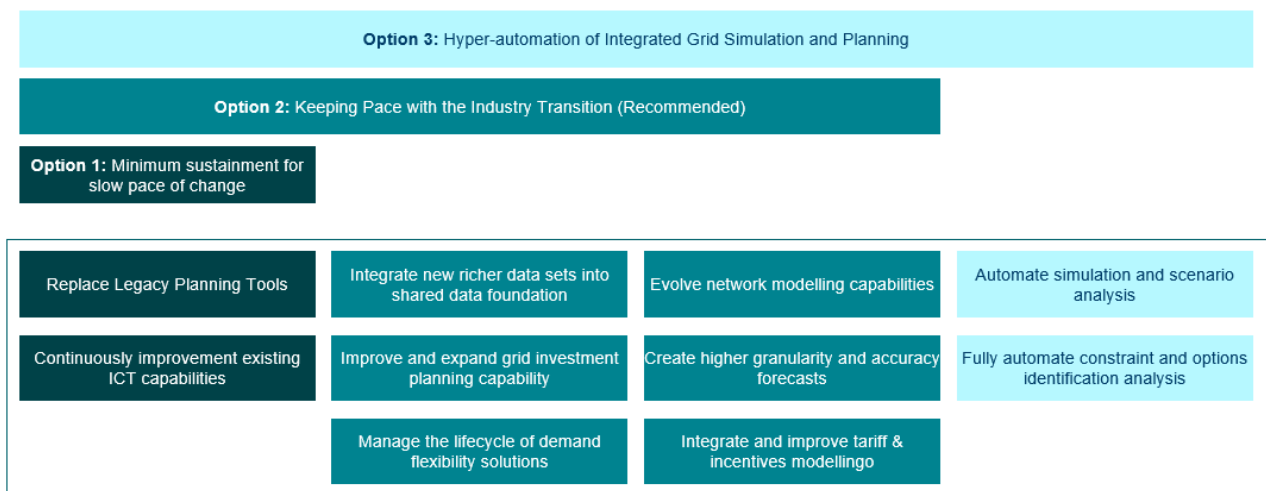 Option 3: Hyper-automation of Integrated Grid Simulation and Planning
Option 2: Keeping Pace with the Industry Transition (Recommended)
Option 1: Minimum sustainment for
slow pace of change
Replace Legacy Planning Tools
Integrate new richer data sets into
shared data foundation
Evolve network modelling capabilities
Automate simulation and scenario
analysis
Continuously improvement existing
ICT capabilities
Improve and expand grid investment
planning capability
Create higher granularity and accuracy
forecasts
Fully automate constraint and options
identification analysis
Manage the lifecycle of demand
flexibility solutions
Integrate and improve tariff &
incentives modellingo